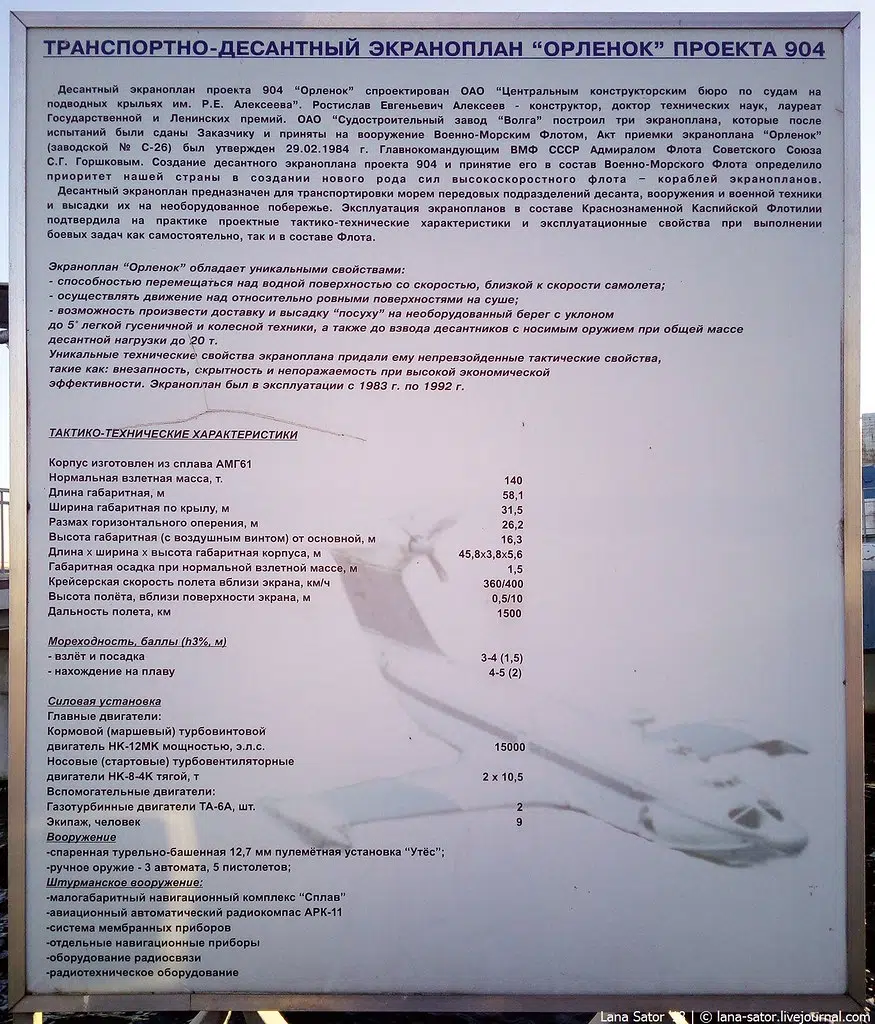 ТРАНСПОРТНО-ДЕСАНТНЫЙ ЭКРАНОПЛАН “ОРЛЕНОК” ПРОЕКТА 904
Десантный экраноплан проекта 904 “Орленок” спроектирован ОАО “Центральным конструкторским бюро по судам на
подводных крыльях им. Р.Е. Алексеева”. Ростислав Евгеньевич Алексеев - конструктор, доктор технических наук, лауреат
Государственной и Ленинских премий. ОАО “Судостроительный завод “Волга” построил три экраноплана, которые после
испытаний были сданы Заказчику и приняты на вооружение Военно-Морским Флотом, Акт приемки экраноплана “Орленок”
(заводской № С-26) был утвержден 29.02.1984 г. Главнокомандующим ВМФ СССР Адмиралом Флота Советского Союза
С.Г. Горшковым. Создание десантного экраноплана проекта 904 и принятие его в состав Военно-Морского Флота определило
приоритет нашей страны в создании нового рода сил высокоскоростного флота – кораблей экранопланов.
Десантный экраноплан предназначен для транспортировки морем передовых подразделений десанта, вооружения и военной техники
и высадки их на необорудованное побережье. Эксплуатация экранопланов в составе Краснознаменной Каспийской Флотилии
подтвердила на практике проектные тактико-технические характеристики и эксплуатационные свойства при выполнении
боевых задач как самостоятельно, так и в составе Флота.
Экраноплан “Орленок” обладает уникальными свойствами:
- способностью перемещаться над водной поверхностью со скоростью, близкой к скорости самолета;
- осуществлять движение над относительно ровными поверхностями на суше;
- возможность произвести доставку и высадку “посуху” на необорудованный берег с уклоном
до 5° легкой гусеничной и колесной техники, а также до взвода десантников с носимым оружием при общей массе
десантной нагрузки до 20 т.
Уникальные технические свойства экраноплана придали ему непревзойденные тактические свойства,
такие как: внезапность, скрытность и непоражаемость при высокой экономической
эффективности. Экраноплан был в эксплуатации с 1983 г. по 1992 г.
ТАКТИКО-ТЕХНИЧЕСКИЕ ХАРАКТЕРИСТИКИ
Корпус изготовлен из сплава АМГ61
Нормальная взлетная масса, т. 140
Длина габаритная, м 58,1
Ширина габаритная по крылу, м 31,5
Размах горизонтального оперения, м 26,2
Высота габаритная (с воздушным винтом) от основной, м 16,3
Длина х ширина х высота габаритная корпуса, м 45,8х3,8х5,6
Габаритная осадка при нормальной взлетной массе, м 1,5
Крейсерская скорость полета вблизи экрана, км/ч 360/400
Высота полёта, вблизи поверхности экрана, м 0,5/10
Дальность полета, км 1500
Мореходность, баллы (h3%, м)
- взлёт и посадка 3-4 (1,5)
- нахождение на плаву 4-5 (2)
Силовая установка
Главные двигатели:
Кормовой (маршевый) турбовинтовой
двигатель НК-12МК мощностью, э.л.с. 15000
Носовые (стартовые) турбовентиляторные
двигатели НК-8-4К тягой, т 2 х 10,5
Вспомогательные двигатели:
Газотурбинные двигатели ТА-6А, шт. 2
Экипаж, человек 9
Вооружение
-спаренная турельно-башенная 12,7 мм пулемётная установка “Утёс”;
-ручное оружие - 3 автомата, 5 пистолетов;
Штурманское вооружение:
-малогабаритный навигационный комплекс “Сплав”
-авиационный автоматический радиокомпас АРК-11
-система мембранных приборов
-отдельные навигационные приборы
-оборудование радиосвязи
-радиотехническое оборудование
Lana Sator | © lana-sator.livejournal.com